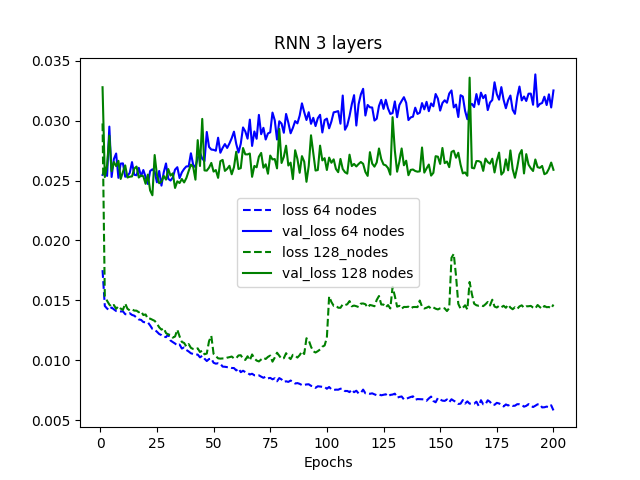 RNN 3 layers
0.035
0.030
0.025
0.020
0.015
0.010
0.005
loss 64 nodes
val_loss 64 nodes
loss 128_nodes
val_loss 128 nodes
0 25 50 75 100 125 150 175 200
Epochs